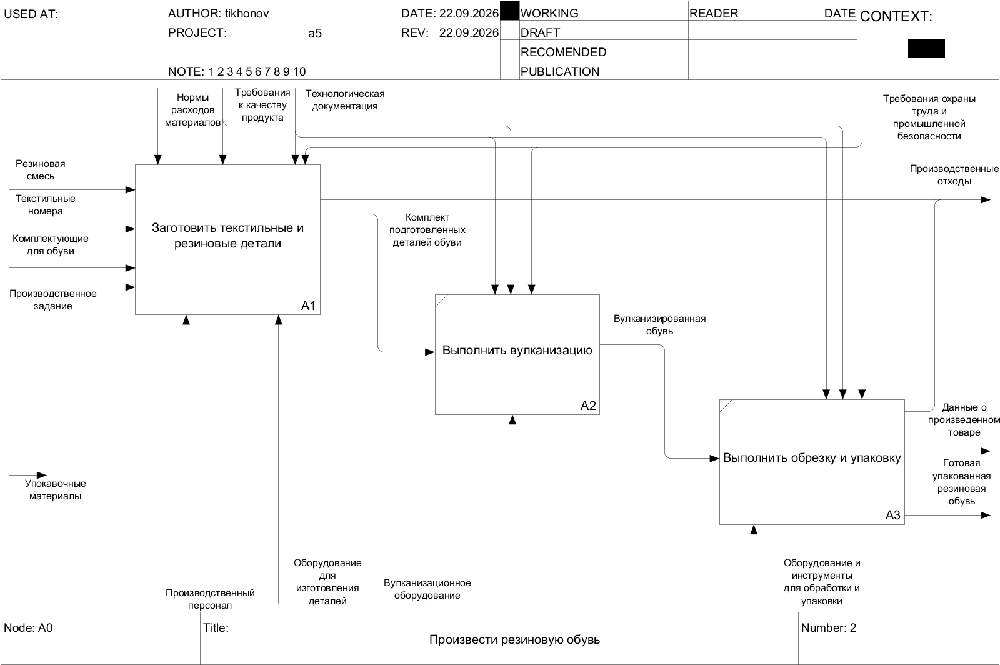 USED AT:
AUTHOR: tikhonov
DATE: 22.09.2026
PROJECT: a5
REV: 22.09.2026
NOTE: 1 2 3 4 5 6 7 8 9 10
WORKING
DRAFT
RECOMENDED
PUBLICATION
READER
DATE
CONTEXT:
Нормы
расходов
материалов
Требования
к качеству
продукта
Технологическая
документация
Требования охраны
труда и
промышленной
безопасности
Резиновая
смесь
Текстильные
номера
Комплектующие
для обуви
Производственное
задание
Заготовить текстильные и
резиновые детали
A1
Производственные
отходы
Комплект
подготовленных
деталей обуви
Выполнить вулканизацию
A2
Вулканизированная
обувь
Выполнить обрезку и упаковку
A3
Данные о
произведенном
товаре
Готовая
упакованная
резиновая
обувь
Упокавочные
материалы
Производственный
персонал
Оборудование
для
изготовления
деталей
Вулканизационное
оборудование
Оборудование и
инструменты
для обработки и
упаковки
Node: A0
Title:
Произвести резиновую обувь
Number: 2